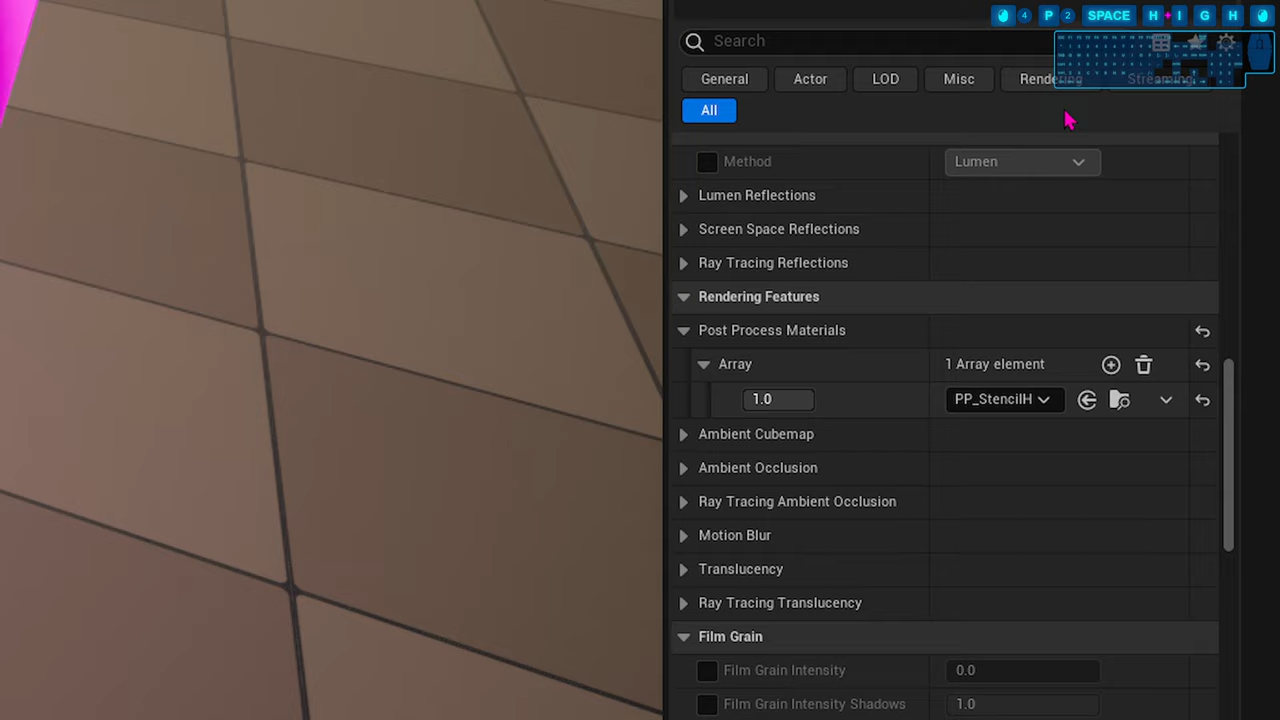 4 P 2 SPACE H + I G H
Search
General Actor LOD Misc Rendering Streaming
All
Method Lumen
Lumen Reflections
Screen Space Reflections
Ray Tracing Reflections
Rendering Features
Post Process Materials
Array 1 Array element
1.0 PP_StencilH
Ambient Cubemap
Ambient Occlusion
Ray Tracing Ambient Occlusion
Motion Blur
Translucency
Ray Tracing Translucency
Film Grain
Film Grain Intensity 0.0
Film Grain Intensity Shadows 1.0